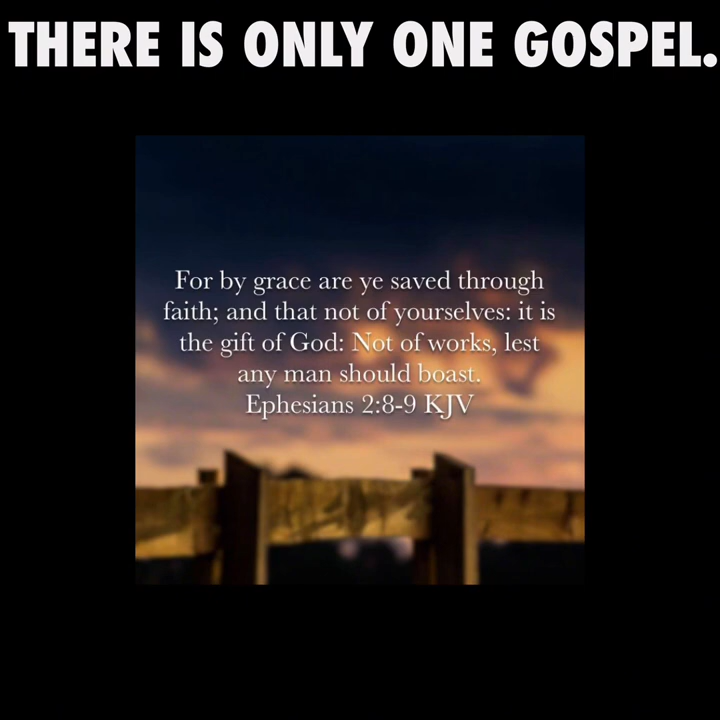 THERE IS ONLY ONE GOSPEL.
For by grace are ye saved through
faith; and that not of yourselves: it is
the gift of God: Not of works, lest
any man should boast.
Ephesians 2:8-9 KJV